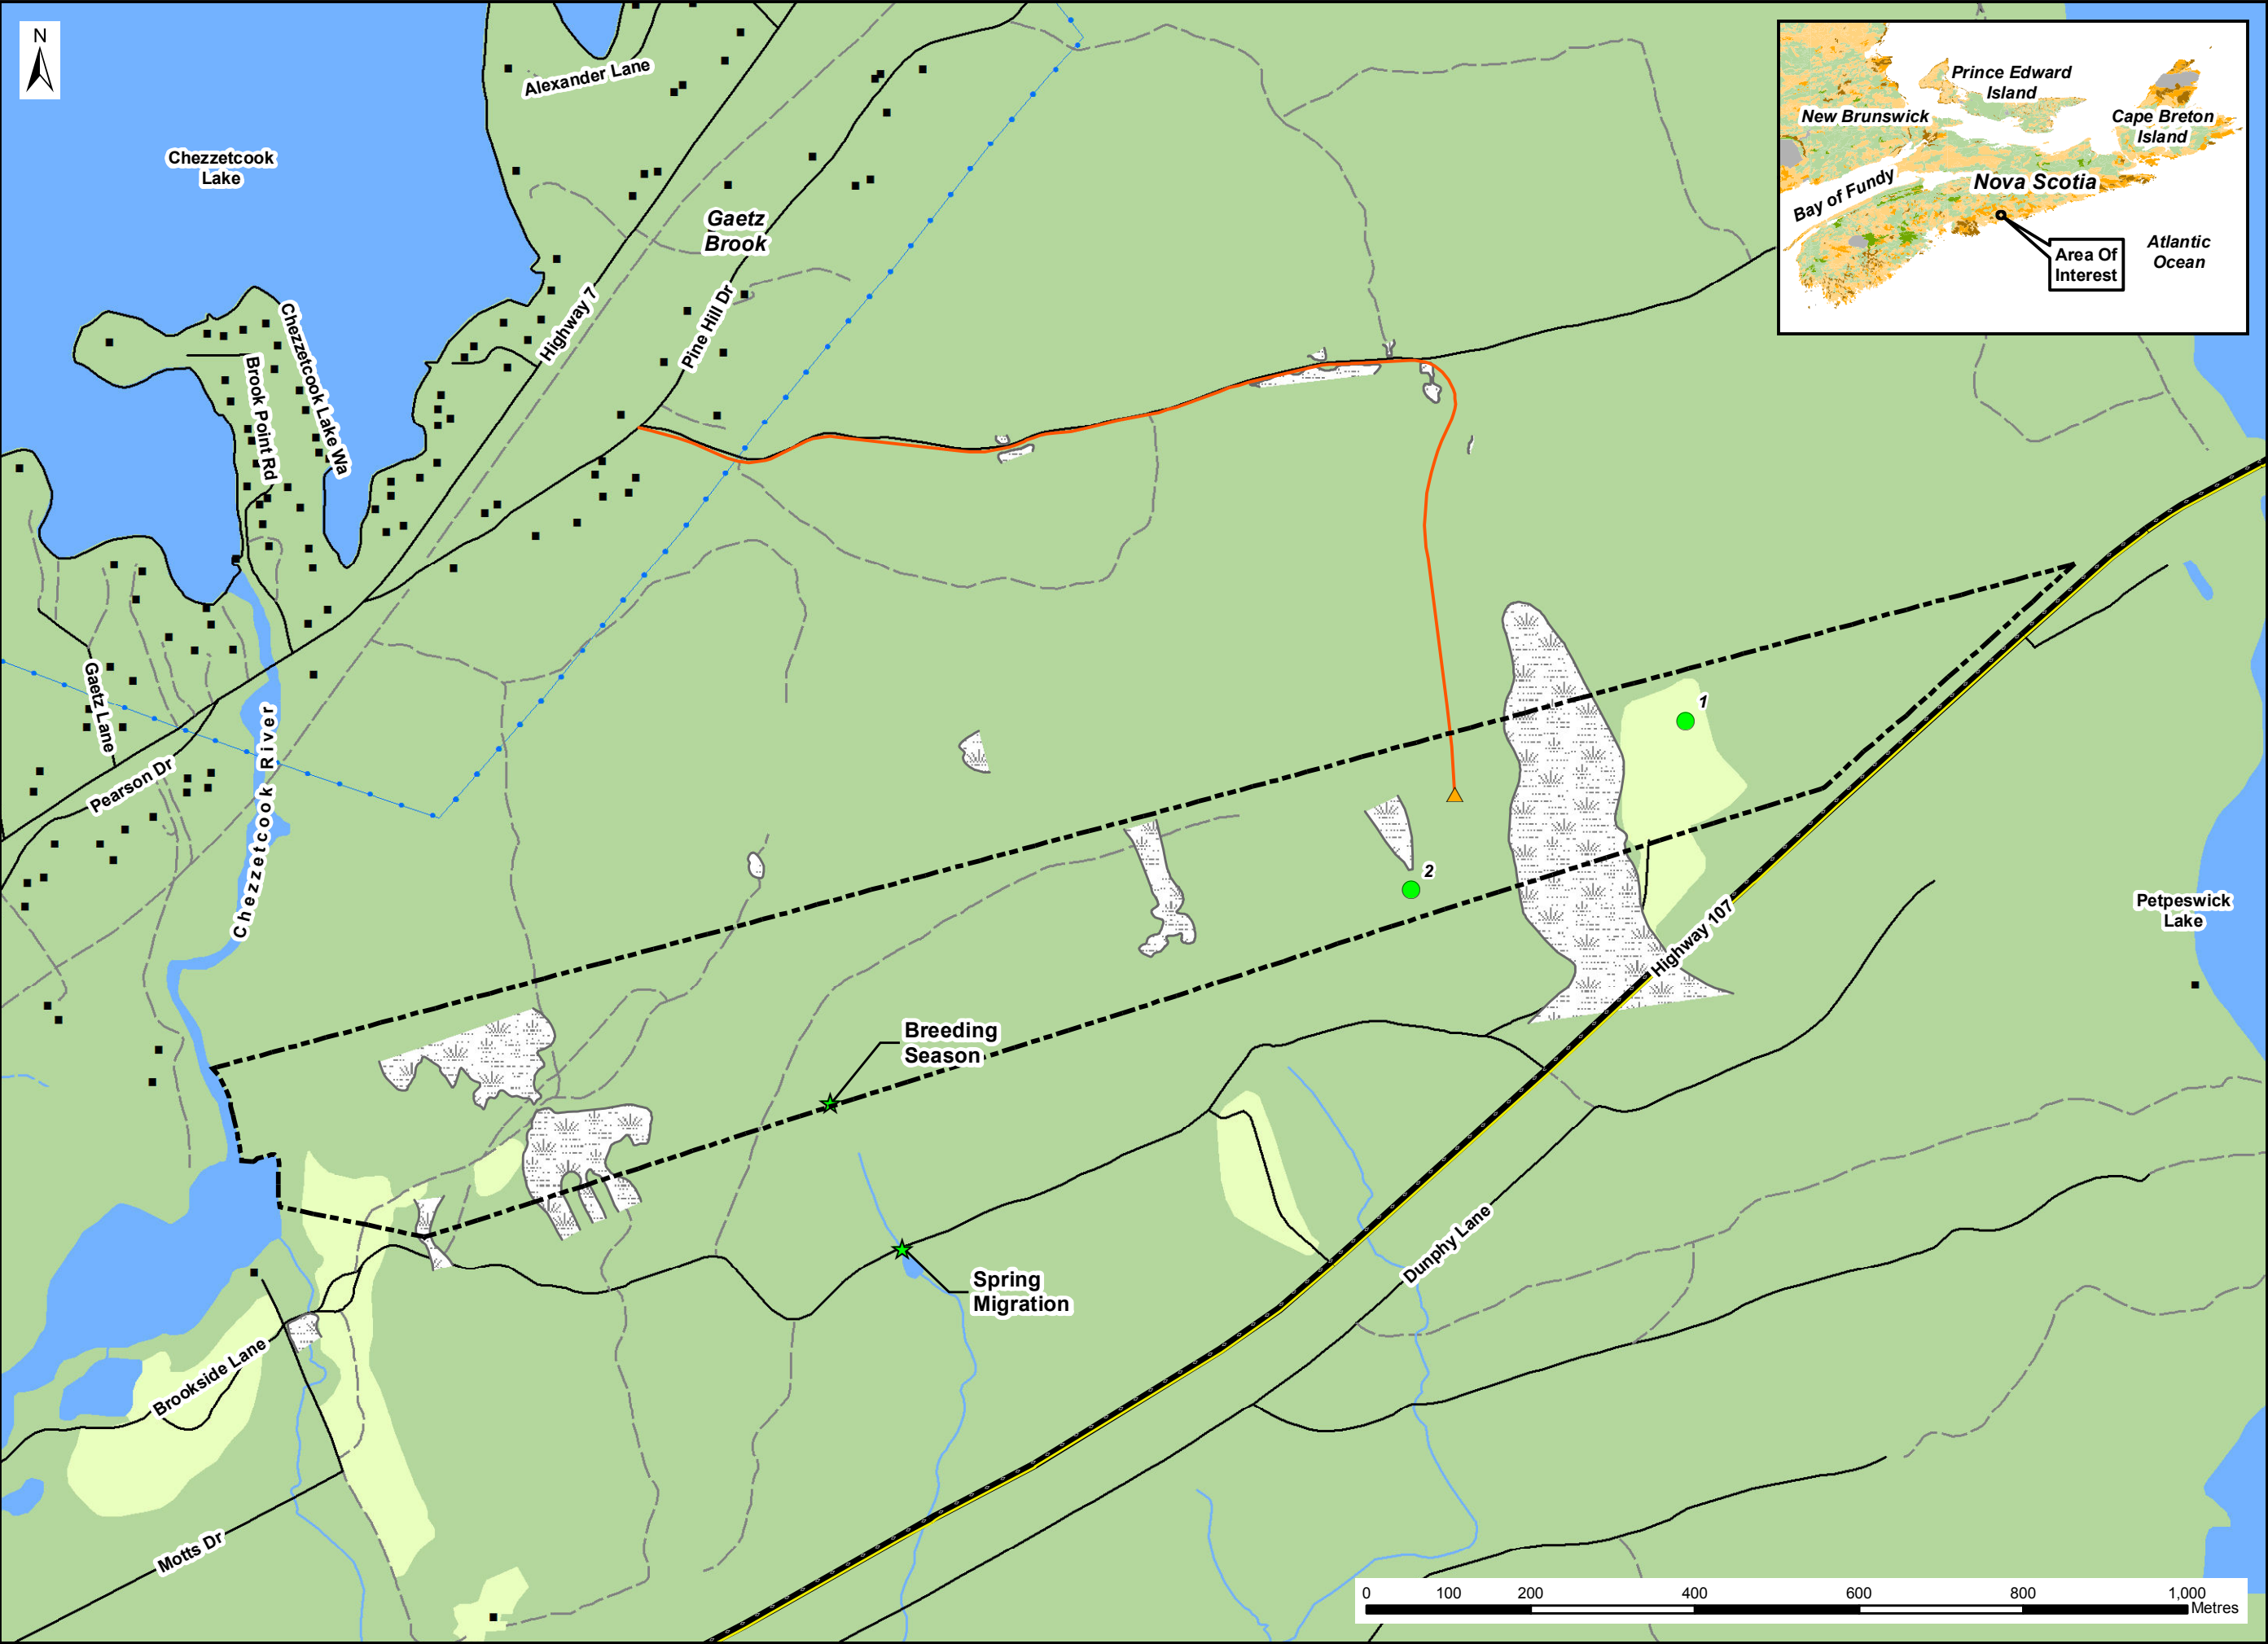 N
Alexander Lane
Chezzetcook
Lake
Gaetz
Brook
Highway 7
Pine Hill Dr
Chezzetcook Lake Wa
Brook Point Rd
Prince Edward
Island
New Brunswick
Cape Breton
Island
Nova Scotia
Bay of Fundy
Atlantic
Ocean
Area Of
Interest
Gaetz Lane
Pearson Dr
Chezzetcook River
1
2
Petpeswick
Lake
Highway 107
Breeding
Season
Spring
Migration
Dunphy Lane
Brookside Lane
Motts Dr
0 100 200 400 600 800 1,000
Metres